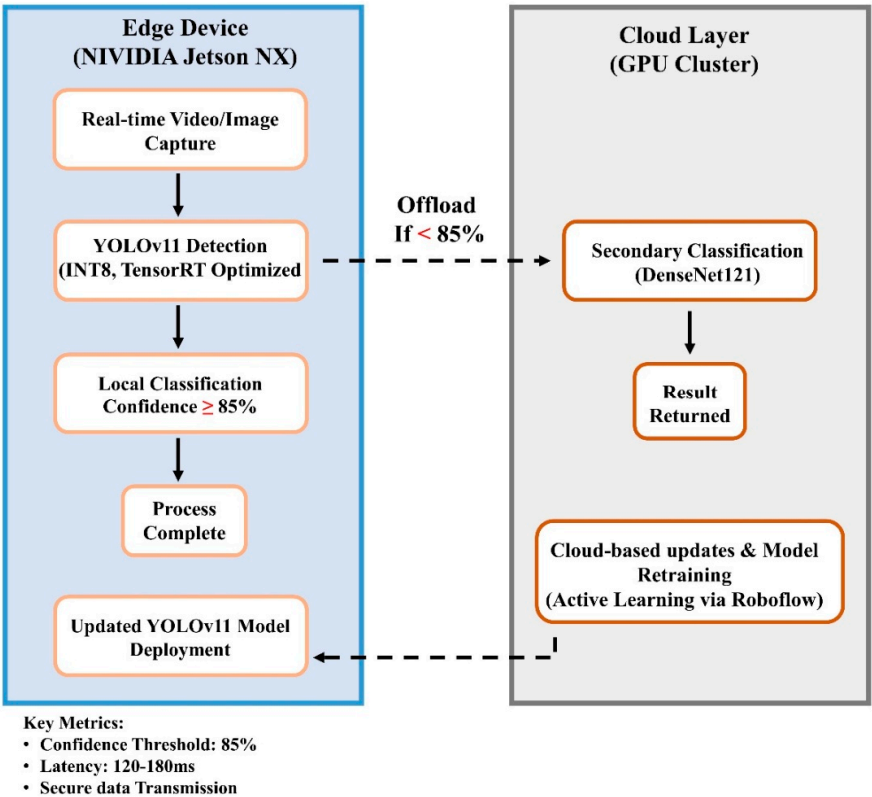 Edge Device
(NIVIDIA Jetson NX)
Real-time Video/Image
Capture
YOLOv11 Detection
(INT8, TensorRT Optimized
Local Classification
Confidence ≥ 85%
Process
Complete
Updated YOLOv11 Model
Deployment
Offload
If < 85%
Cloud Layer
(GPU Cluster)
Secondary Classification
(DenseNet121)
Result
Returned
Cloud-based updates & Model
Retraining
(Active Learning via Roboflow)
Key Metrics:
• Confidence Threshold: 85%
• Latency: 120-180ms
• Secure data Transmission